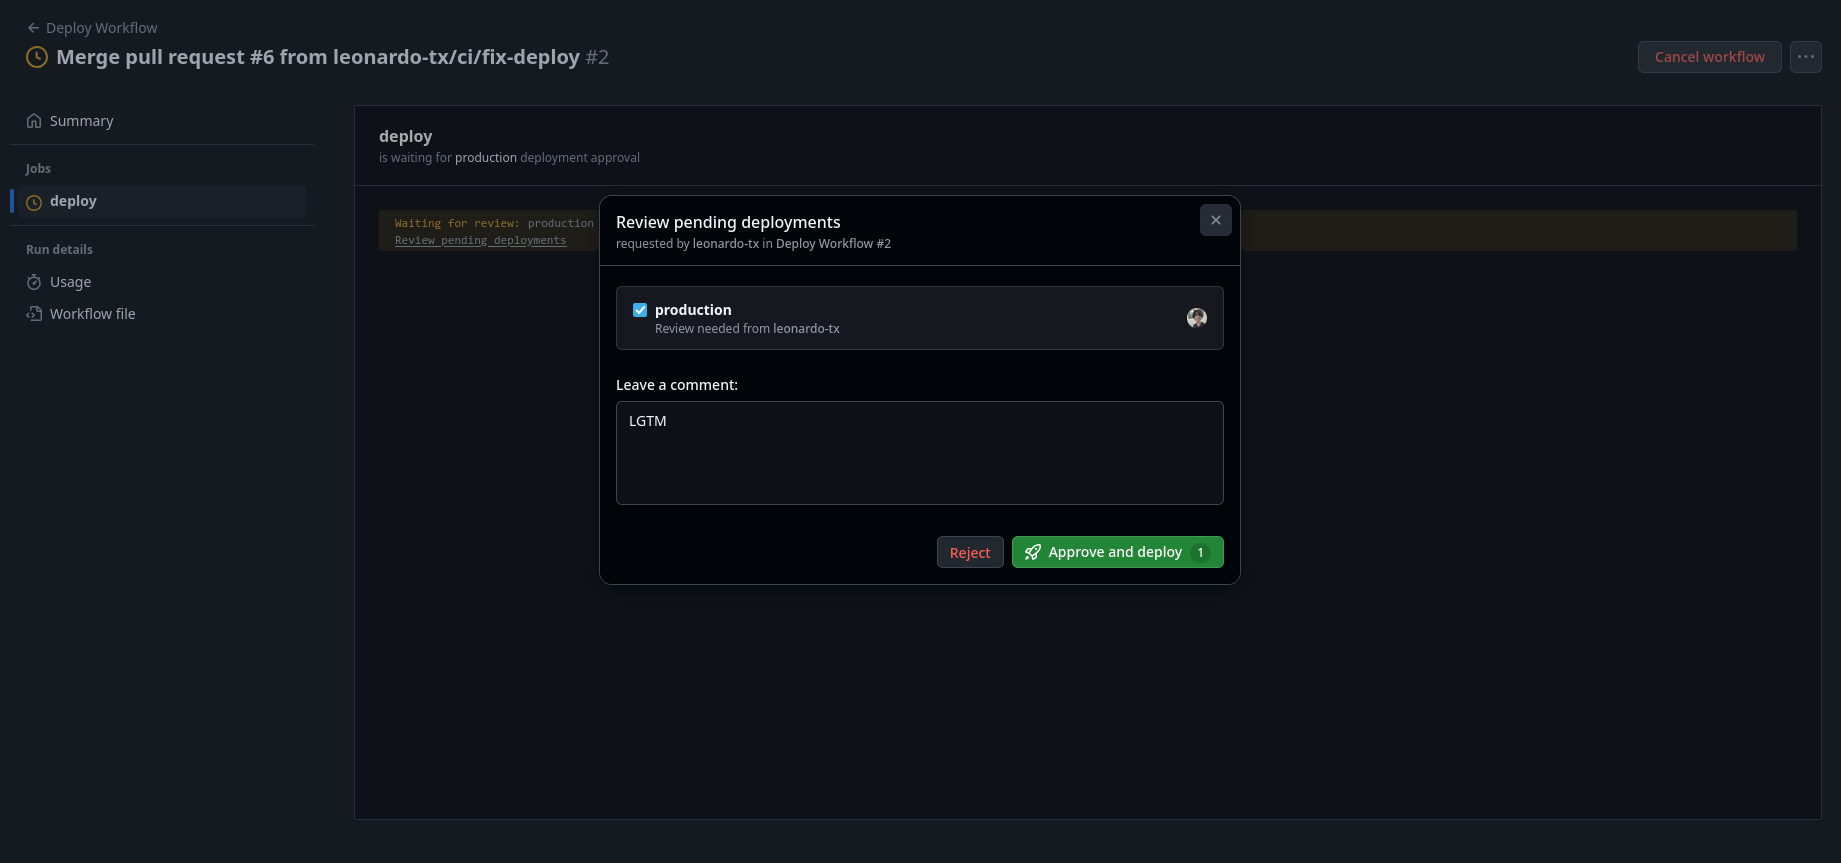 Deploy Workflow
Merge pull request #6 from leonardo-tx/ci/fix-deploy #2
Cancel workflow
Summary
Jobs
deploy
Run details
Usage
Workflow file
deploy
is waiting for production deployment approval
Waiting for review: production
Review pending deployments
Review pending deployments
requested by leonardo-tx in Deploy Workflow #2
production
Review needed from leonardo-tx
Leave a comment:
LGTM
Reject
Approve and deploy 1